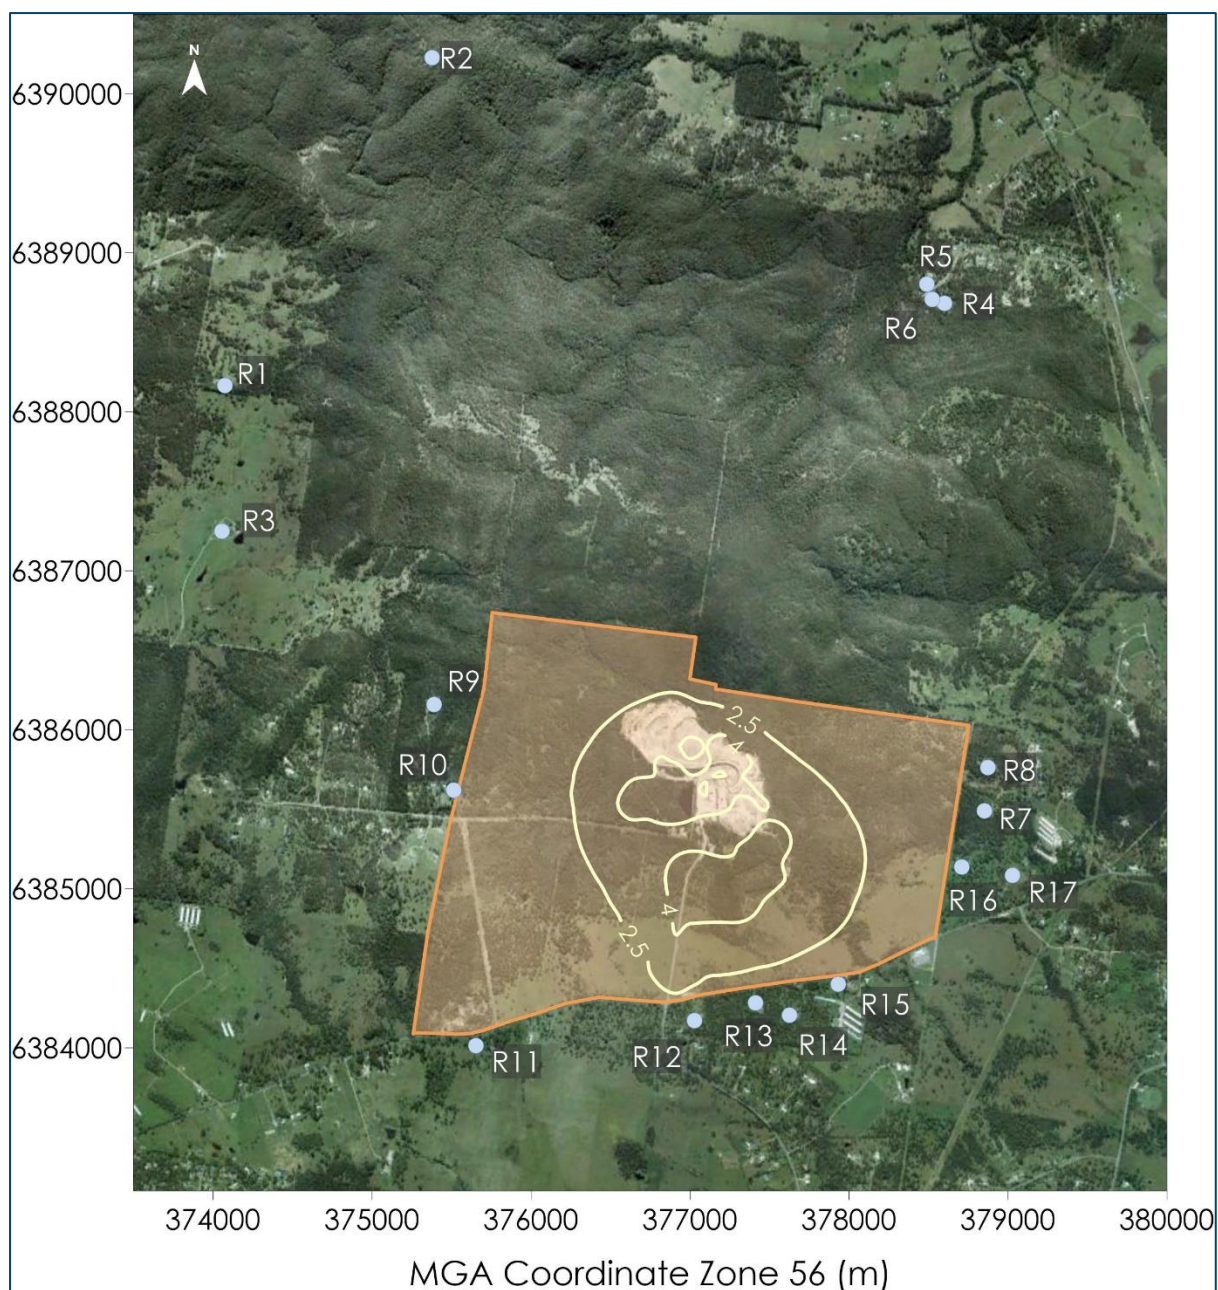 N
R2
6390000
6389000
R5
R4
R6
R1
6388000
R3
6387000
R9
2.5
6386000
4
R10
R8
R7
6385000
R16
R17
4
2.5
R15
R13
R14
R12
6384000
R11
374000 375000 376000 377000 378000 379000 380000
MGA Coordinate Zone 56 (m)